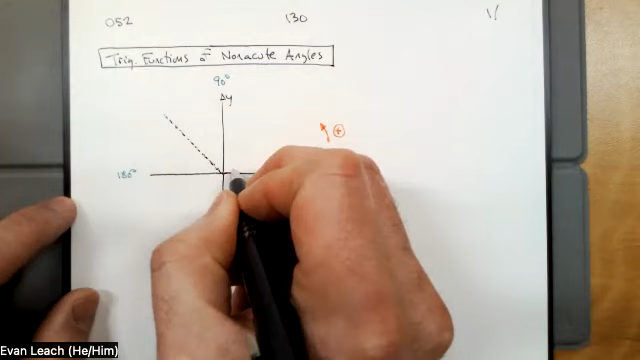 052 130
Trig. Functions of Nonacute Angles
90°
y
+
180°
Evan Leach (He/Him)